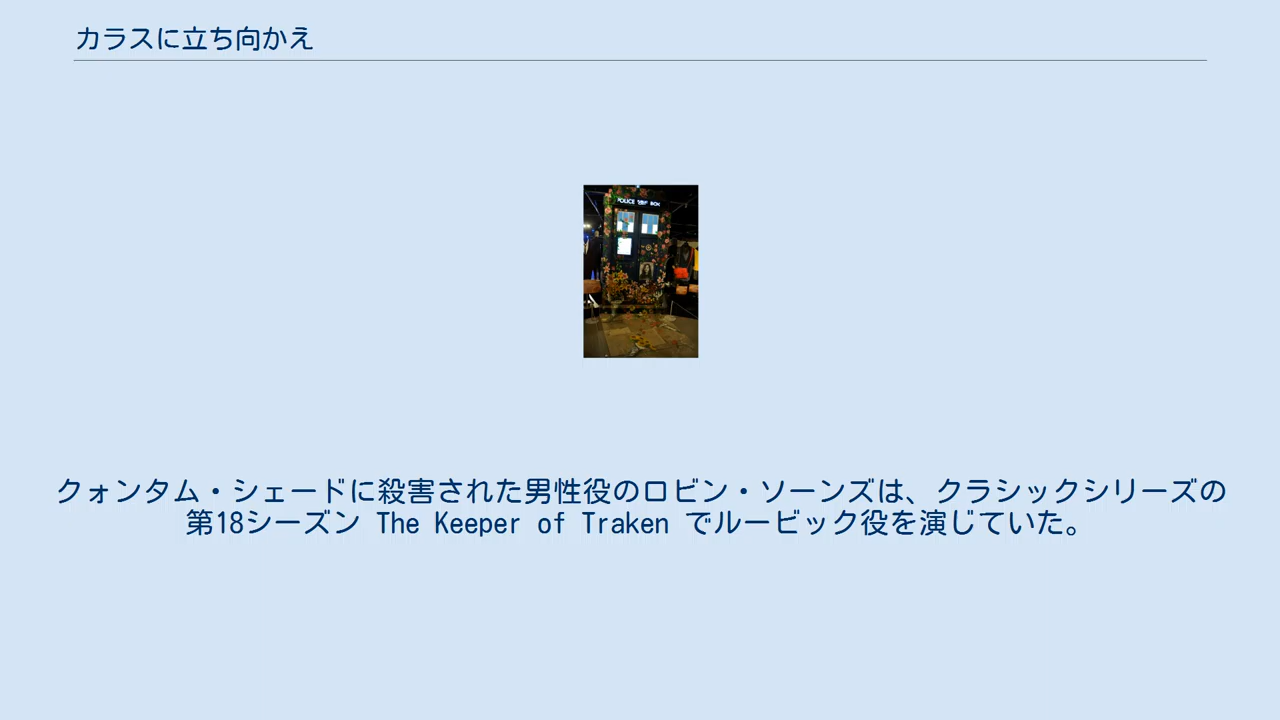 カラスに立ち向かえ
POLICE BOX
クォンタム・シェードに殺害された男性役のロビン・ソーンズは、クラシックシリーズの
第18シーズン The Keeper of Traken でルービック役を演じていた。